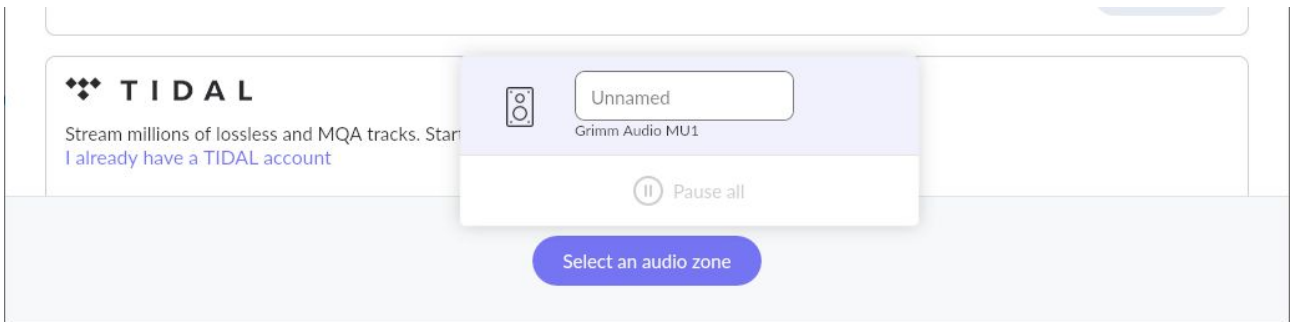 TIDAL
Stream millions of lossless and MQA tracks. Star
I already have a TIDAL account
Unnamed
Grimm Audio MU1
Pause all
Select an audio zone